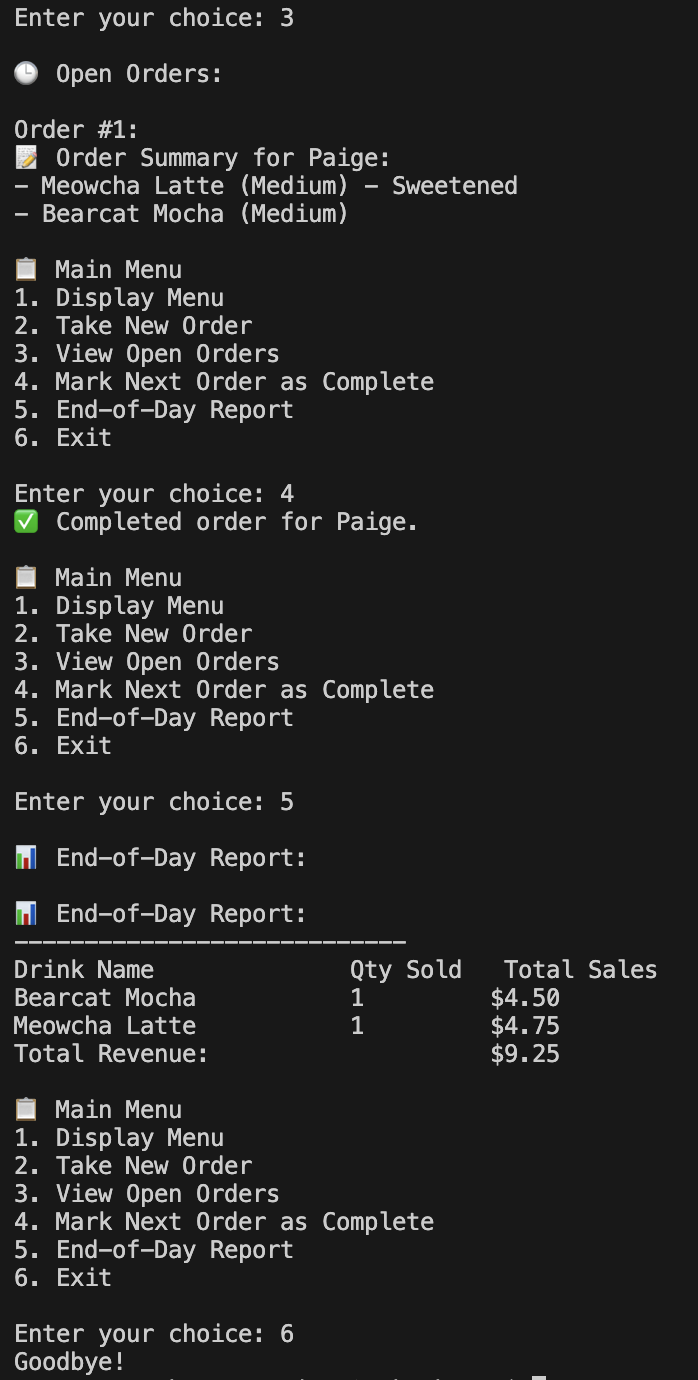 Enter your choice: 3
🕒 Open Orders:
Order #1:
📝 Order Summary for Paige:
- Meowcha Latte (Medium) - Sweetened
- Bearcat Mocha (Medium)
📋 Main Menu
1. Display Menu
2. Take New Order
3. View Open Orders
4. Mark Next Order as Complete
5. End-of-Day Report
6. Exit
Enter your choice: 4
✅ Completed order for Paige.
📋 Main Menu
1. Display Menu
2. Take New Order
3. View Open Orders
4. Mark Next Order as Complete
5. End-of-Day Report
6. Exit
Enter your choice: 5
📊 End-of-Day Report:
📊 End-of-Day Report:
----------------------------
Drink Name Qty Sold Total Sales
Bearcat Mocha 1 $4.50
Meowcha Latte 1 $4.75
Total Revenue: $9.25
📋 Main Menu
1. Display Menu
2. Take New Order
3. View Open Orders
4. Mark Next Order as Complete
5. End-of-Day Report
6. Exit
Enter your choice: 6
Goodbye!